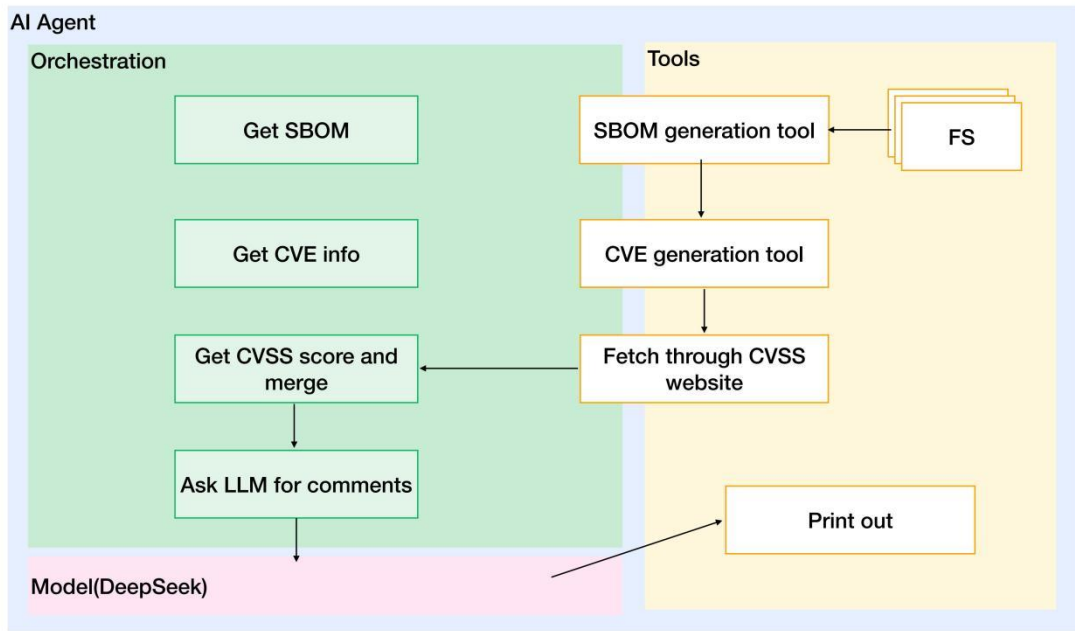 AI Agent
Orchestration
Tools
Get SBOM
SBOM generation tool
FS
Get CVE info
CVE generation tool
Get CVSS score and
merge
Fetch through CVSS
website
Ask LLM for comments
Print out
Model(DeepSeek)